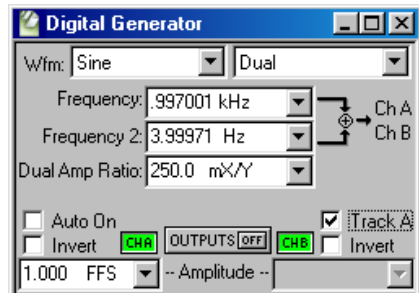 Digital Generator
Wfm: Sine Dual
Frequency: .997001 kHz
Ch A
Frequency 2: 3.99971 Hz
Ch B
Dual Amp Ratio: 250.0 mX/Y
Auto On
Track A
Invert CHA OUTPUTS OFF CHB Invert
1.000 FFS -- Amplitude --